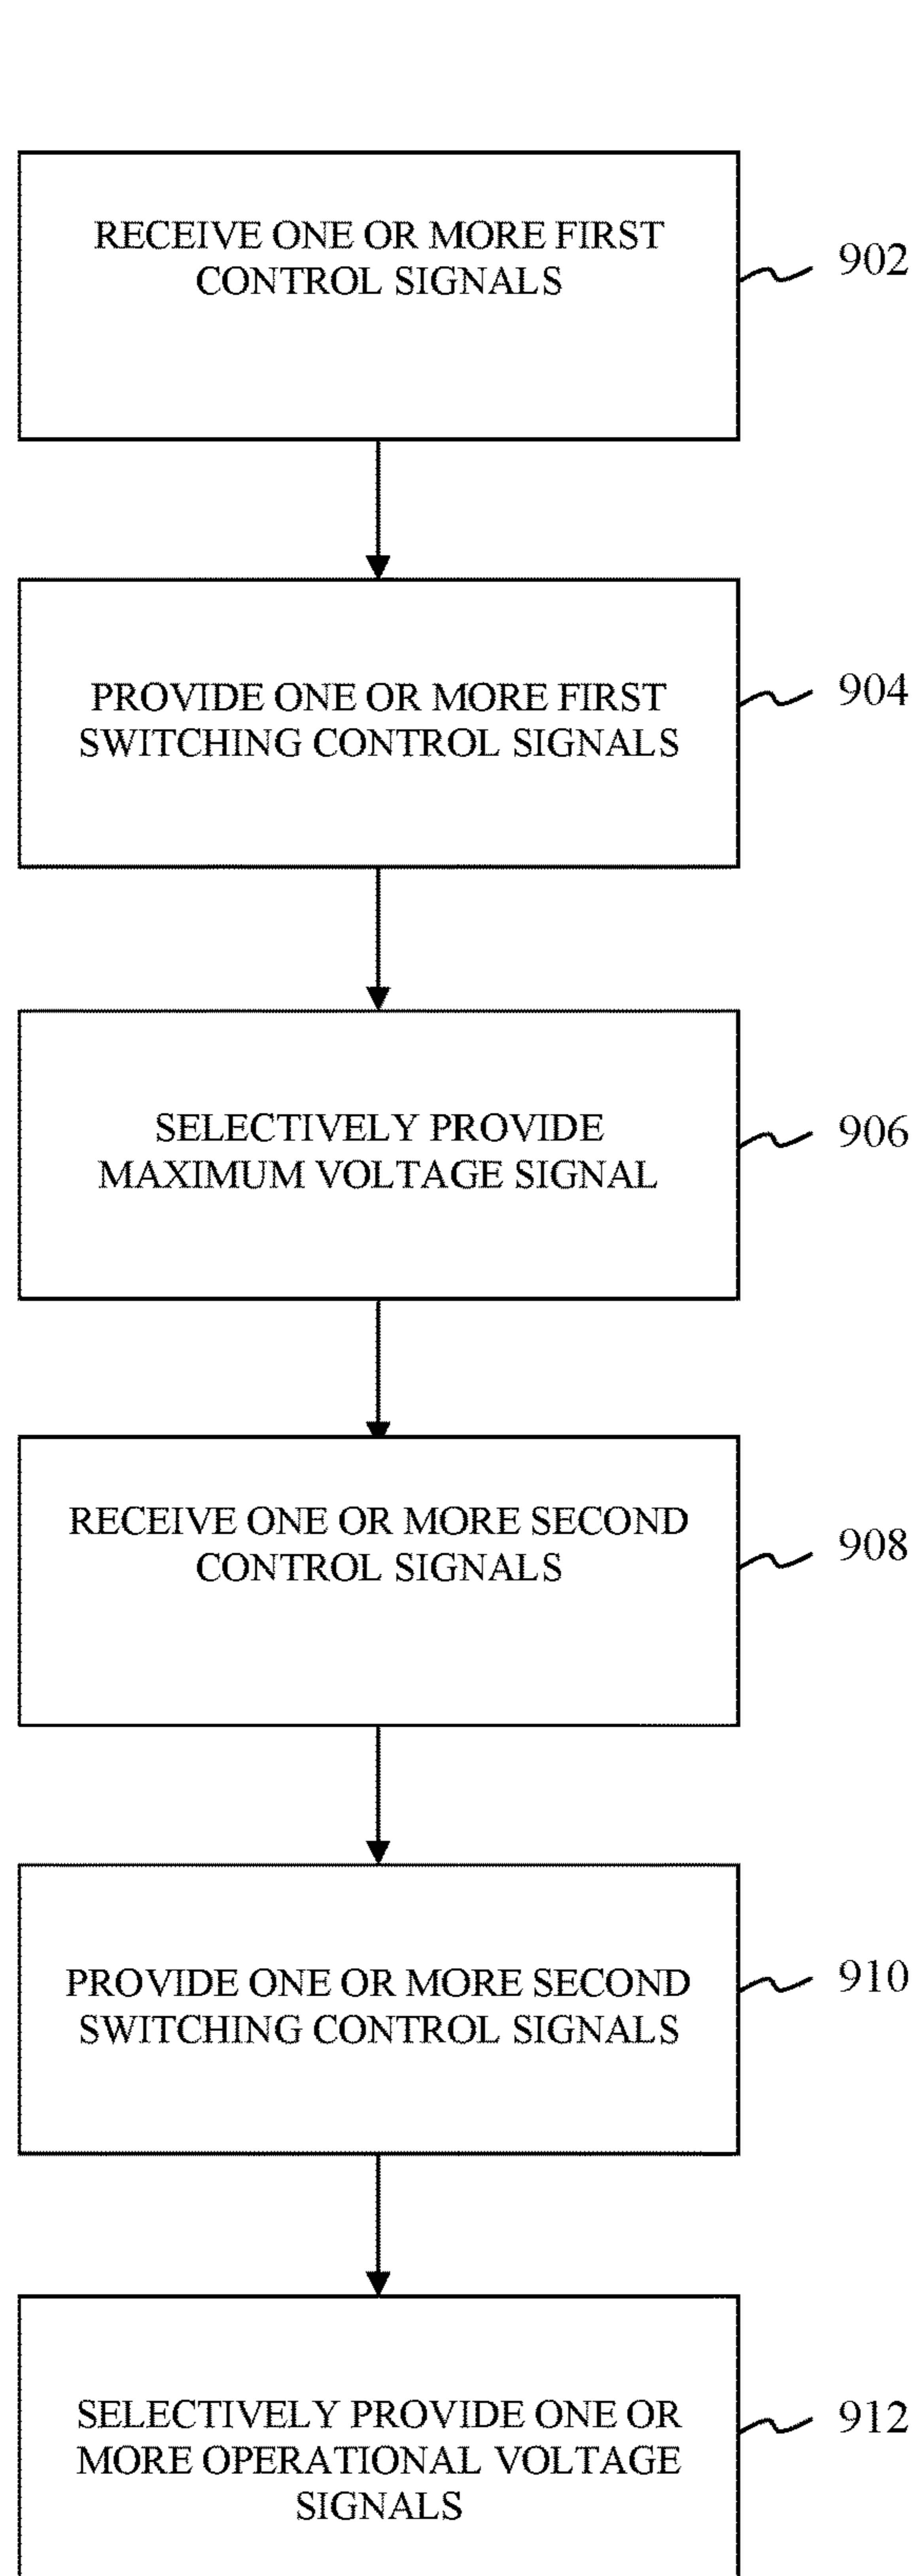 RECEIVE ONE OR MORE FIRST
CONTROL SIGNALS
902
PROVIDE ONE OR MORE FIRST
SWITCHING CONTROL SIGNALS
904
SELECTIVELY PROVIDE
MAXIMUM VOLTAGE SIGNAL
906
RECEIVE ONE OR MORE SECOND
CONTROL SIGNALS
908
PROVIDE ONE OR MORE SECOND
SWITCHING CONTROL SIGNALS
910
SELECTIVELY PROVIDE ONE OR
MORE OPERATIONAL VOLTAGE
SIGNALS
912